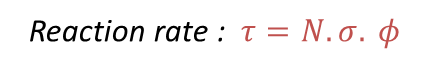 Reaction rate : τ = N. σ. ϕ